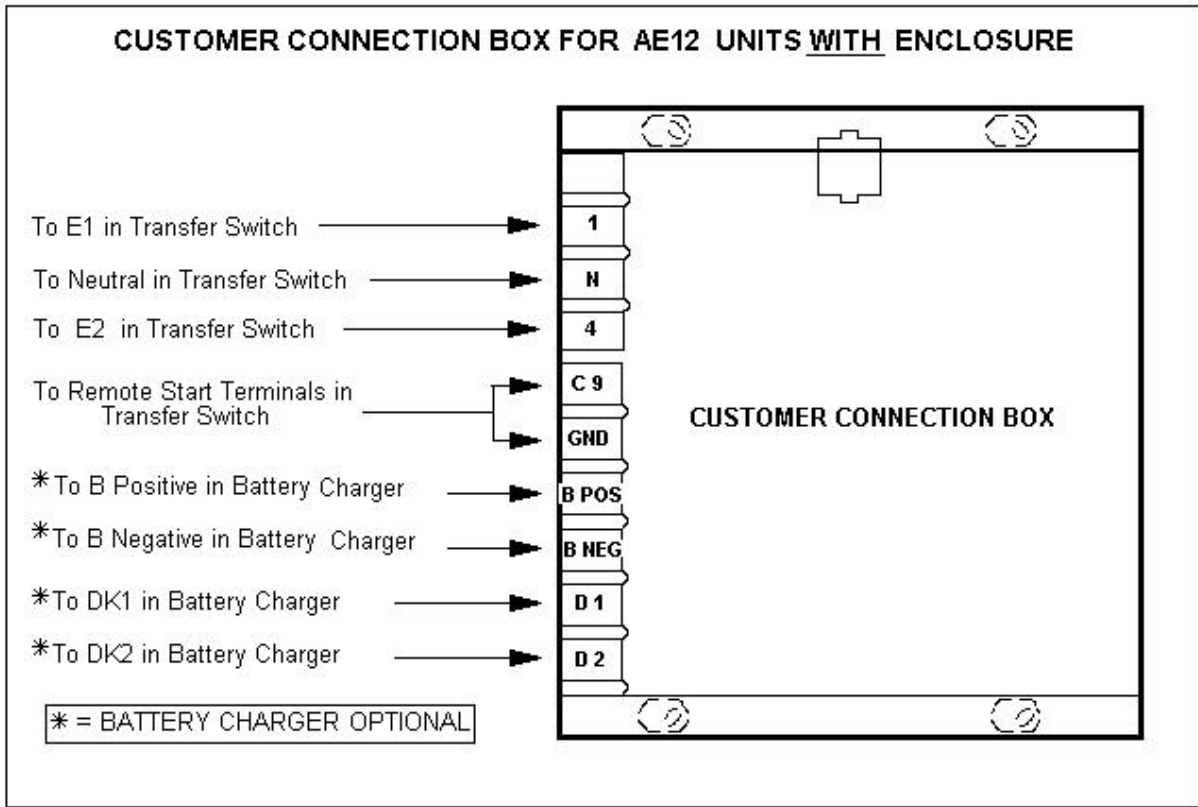 CUSTOMER CONNECTION BOX FOR AE12 UNITS WITH ENCLOSURE
To E1 in Transfer Switch
1
To Neutral in Transfer Switch
N
To E2 in Transfer Switch
4
To Remote Start Terminals in
Transfer Switch
C 9
GND
CUSTOMER CONNECTION BOX
*To B Positive in Battery Charger
B POS
*To B Negative in Battery Charger
B NEG
*To DK1 in Battery Charger
D 1
*To DK2 in Battery Charger
D 2
* = BATTERY CHARGER OPTIONAL